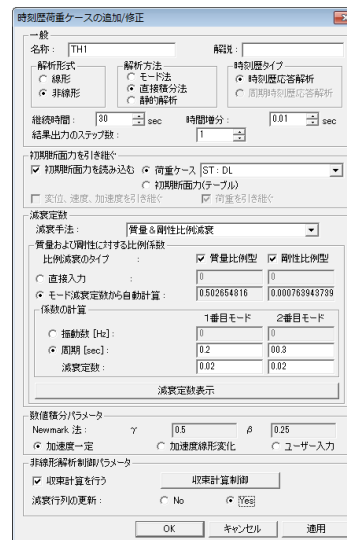 時刻歴荷重ケースの追加/修正
一般
名称: TH1 解説:
解析形式 解析方法 時刻歴タイプ
線形 モード法 時刻歴応答解析
非線形 直接積分法 周期時刻歴応答解析
静的解析
継続時間: 30 sec 時間増分: 0.01 sec
結果出力のステップ数: 1
初期断面力を引き継ぐ
初期断面力を読み込む 荷重ケース ST : DL
初期断面力(テーブル)
変位、速度、加速度を引き継ぐ 荷重を引き継ぐ
減衰定数
減衰手法: 質量&剛性比例減衰
質量および剛性に対する比例係数
比例減衰のタイプ : 質量比例型 剛性比例型
直接入力 : 0 0
モード減衰定数から自動計算: 0.502654816 0.000763943739
係数の計算
1番目モード 2番目モード
振動数 [Hz]: 0 0
周期 [sec]: 0.2 00.3
減衰定数: 0.02 0.02
減衰定数表示
数値積分パラメータ
Newmark 法: γ 0.5 β 0.25
加速度一定 加速度線形変化 ユーザー入力
非線形解析制御パラメータ
収束計算を行う 収束計算制御
減衰行列の更新: No Yes
OK キャンセル 適用